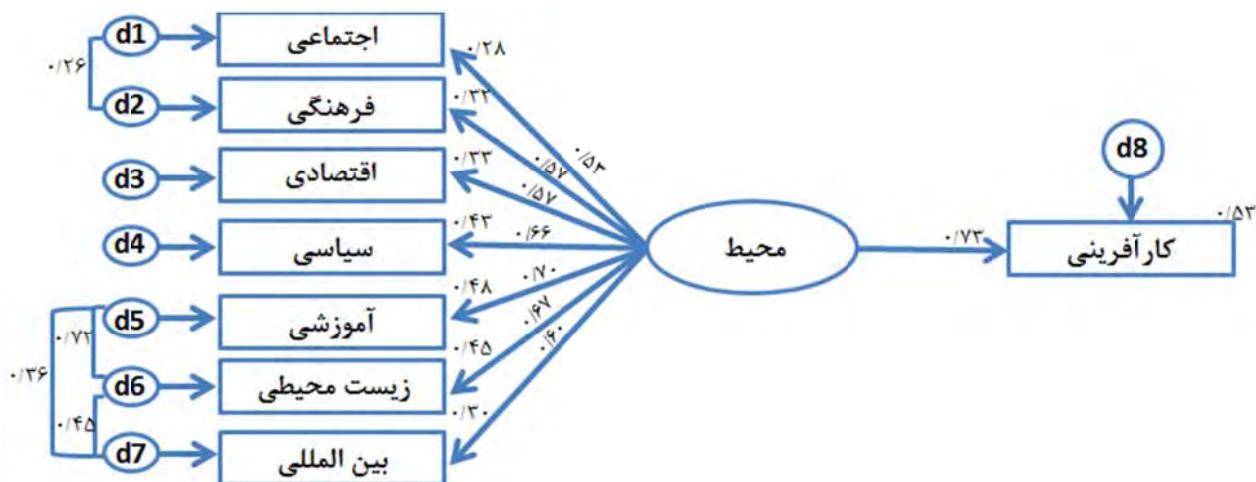 d1
اجتماعی
۰/۲۸
۰/۲۶
d2
فرهنگی
۰/۳۲
۰/۵۳
d3
اقتصادی
۰/۳۳
۰/۵۷
۰/۵۷
d8
d4
سیاسی
۰/۴۳
۰/۶۶
محیط
۰/۷۳
کارآفرینی
۰/۵۳
d5
آموزشی
۰/۴۸
۰/۷۰
۰/۷۲
۰/۳۶
d6
زیست محیطی
۰/۴۵
۰/۶۷
۰/۴۵
d7
بین المللی
۰/۳۰
۰/۶۰